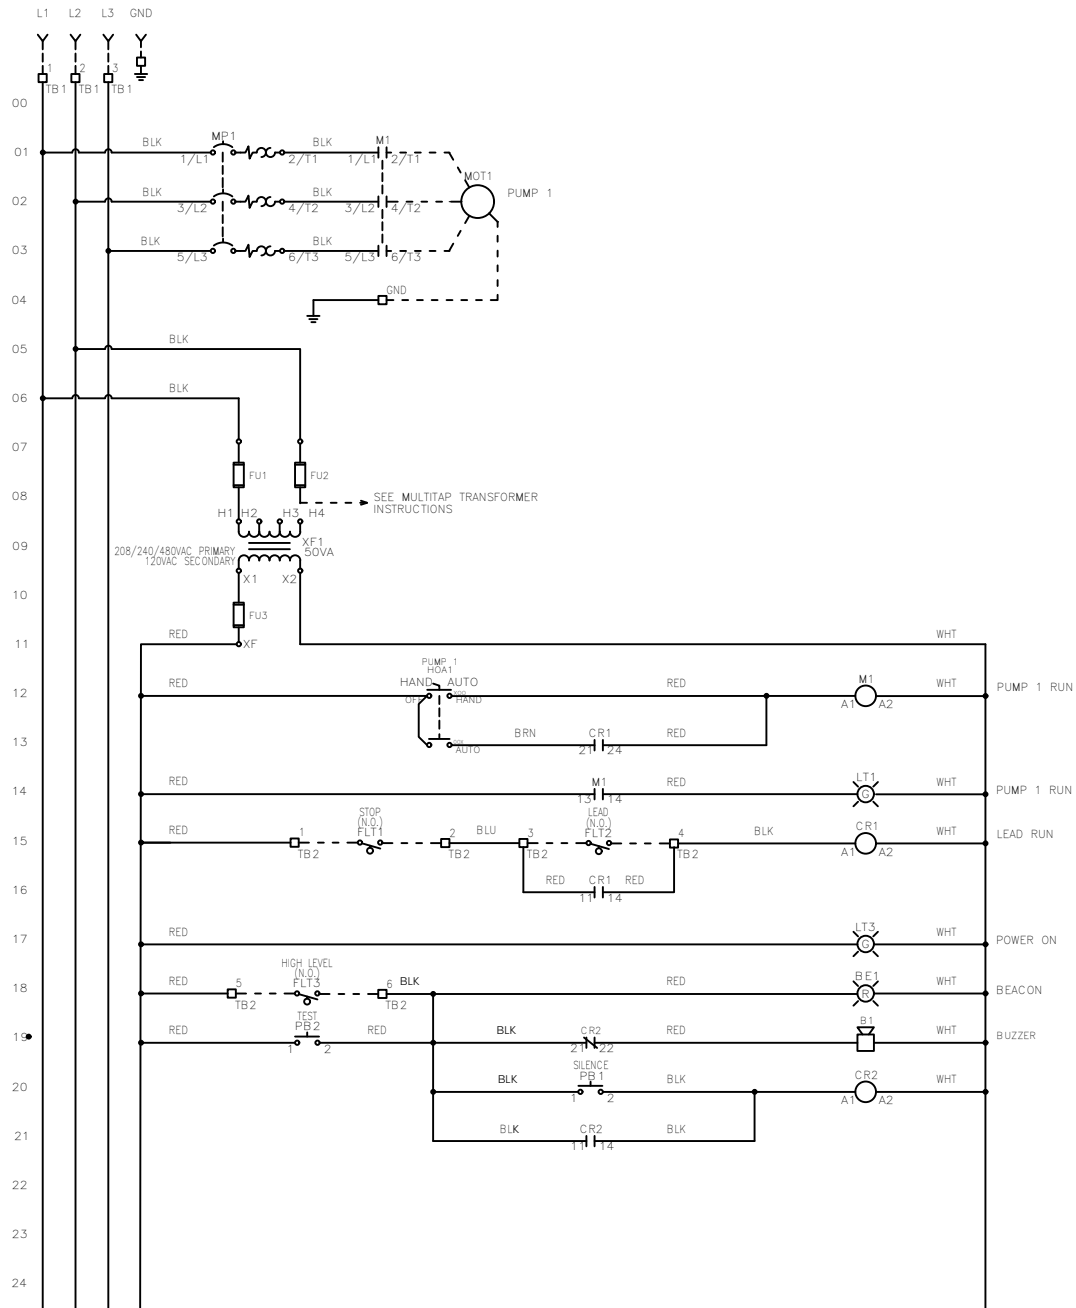 L1 L2 L3 GND
1 2 3
TB1 TB1 TB1
00
MP1
01 BLK BLK M1
1/L1 2/T1 1/L1 2/T1
MOT1
02 BLK BLK PUMP 1
3/L2 4/T2 3/L2 4/T2
03 BLK BLK
5/L3 6/T3 5/L3 6/T3
04 GND
05 BLK
06 BLK
07
FU1 FU2
08 SEE MULTITAP TRANSFORMER
INSTRUCTIONS
H1 H2 H3 H4
09 XF1
208/240/480VAC PRIMARY 50VA
120VAC SECONDARY
X1 X2
10
FU3
11 RED XF WHT
PUMP 1
HOA1
HAND AUTO
12 RED RED M1 WHT PUMP 1 RUN
OFF HAND A1 A2
13 BRN CR1 RED
AUTO 21 24
14 RED M1 RED LT1 WHT PUMP 1 RUN
13 14 G
STOP LEAD
(N.O.) (N.O.)
15 RED 1 FLT1 2 BLU 3 FLT2 4 BLK CR1 WHT LEAD RUN
TB2 TB2 TB2 TB2 A1 A2
16 RED CR1 RED
11 14
17 RED LT3 WHT POWER ON
G
HIGH LEVEL
(N.O.)
18 RED 5 FLT3 6 BLK RED BE1 WHT BEACON
TB2 TB2 R
TEST
19 RED PB2 RED BLK CR2 RED B1 WHT BUZZER
1 2 21 22
SILENCE
20 BLK PB1 BLK CR2 WHT
1 2 A1 A2
21 BLK CR2 BLK
11 14
22
23
24